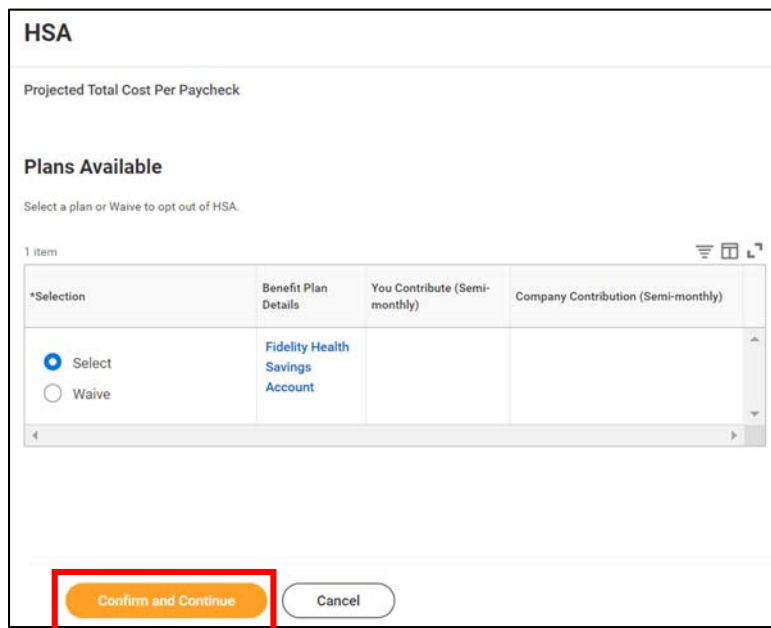 HSA
Projected Total Cost Per Paycheck
Plans Available
Select a plan or Waive to opt out of HSA.
1 item
*Selection
Benefit Plan
Details
You Contribute (Semi-
monthly)
Company Contribution (Semi-monthly)
Select
Waive
Fidelity Health
Savings
Account
Confirm and Continue
Cancel